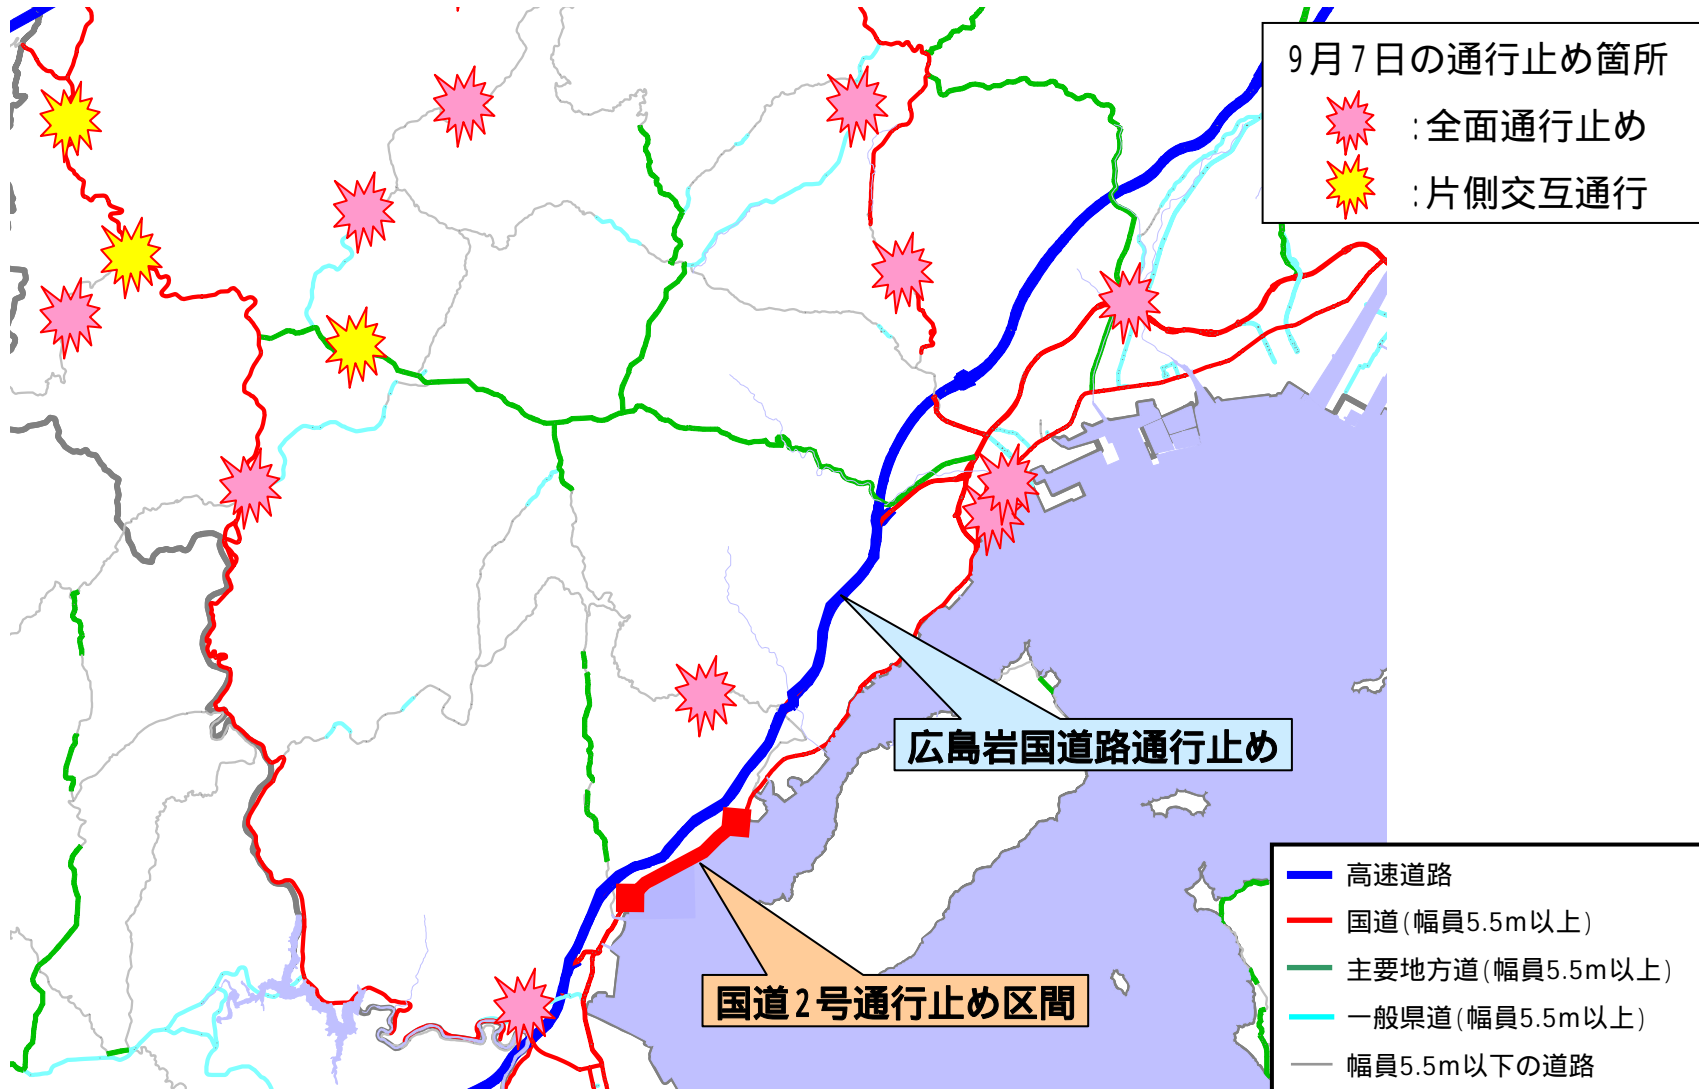 9月7日の通行止め箇所
:全面通行止め
:片側交互通行
広島岩国道路通行止め
国道2号通行止め区間
高速道路
国道(幅員5.5m以上)
主要地方道(幅員5.5m以上)
一般県道(幅員5.5m以上)
幅員5.5m以下の道路